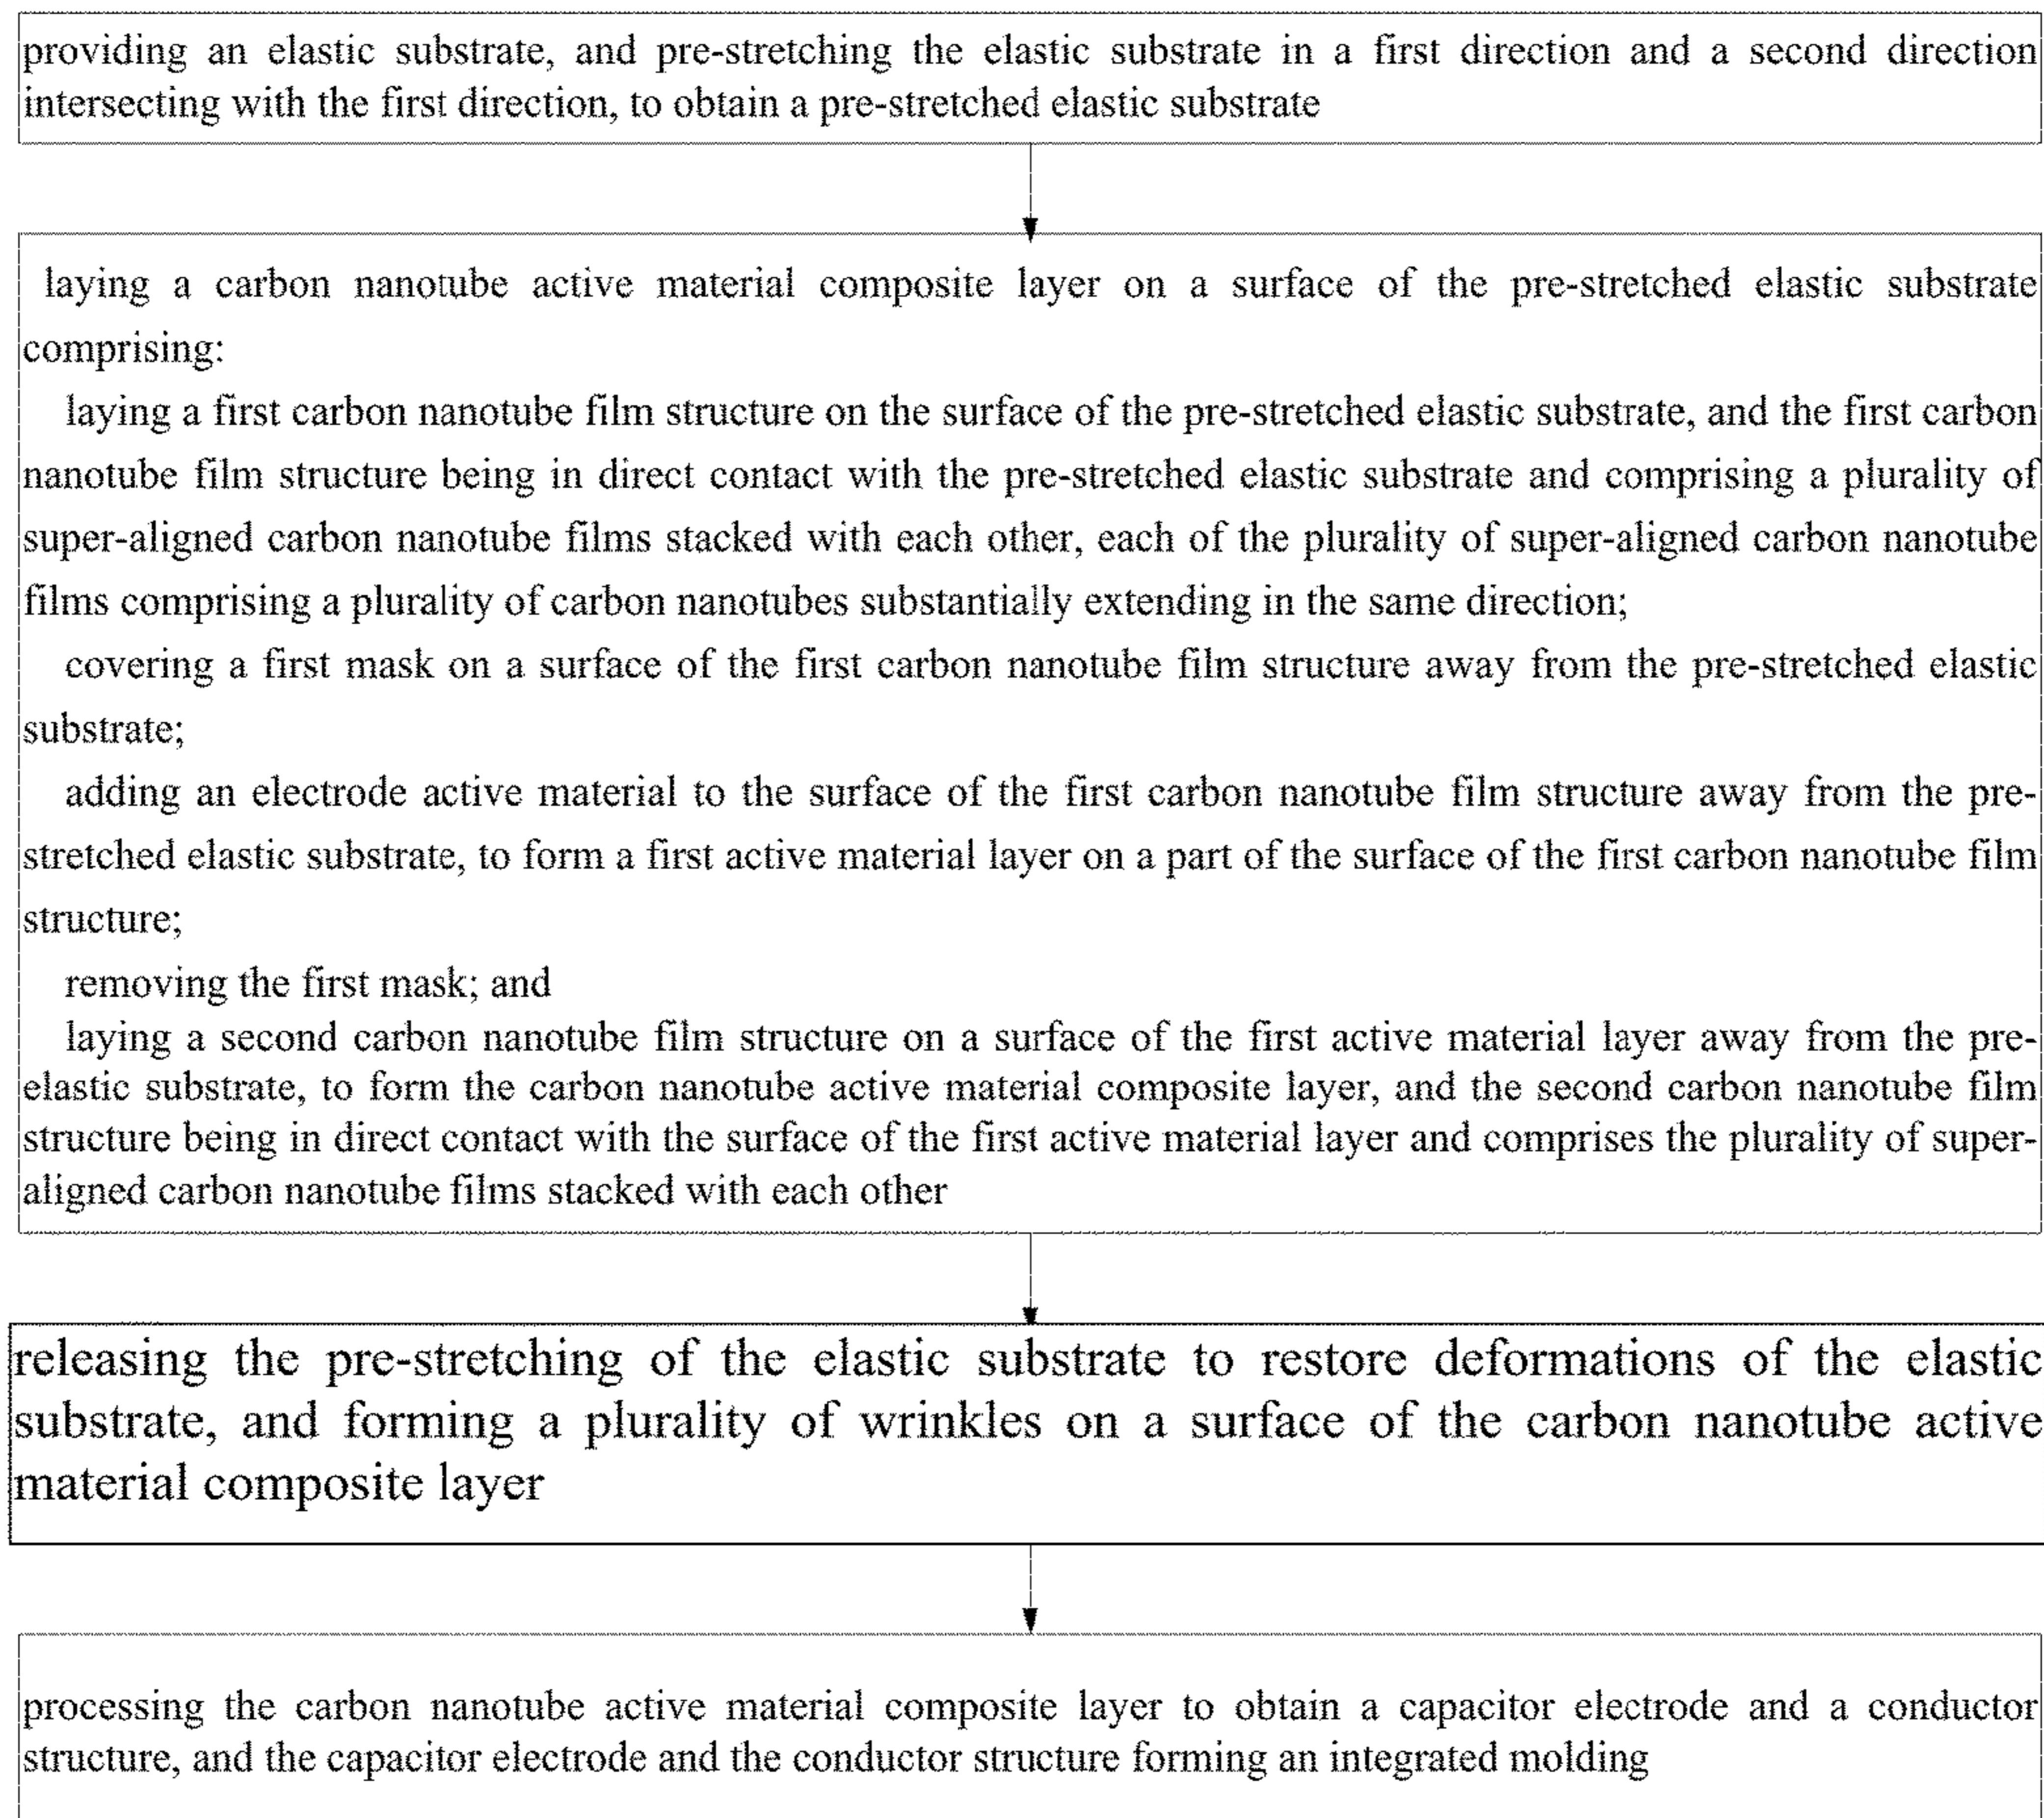 providing an elastic substrate, and pre-stretching the elastic substrate in a first direction and a second direction
intersecting with the first direction, to obtain a pre-stretched elastic substrate
laying a carbon nanotube active material composite layer on a surface of the pre-stretched elastic substrate
comprising:
laying a first carbon nanotube film structure on the surface of the pre-stretched elastic substrate, and the first carbon
nanotube film structure being in direct contact with the pre-stretched elastic substrate and comprising a plurality of
super-aligned carbon nanotube films stacked with each other, each of the plurality of super-aligned carbon nanotube
films comprising a plurality of carbon nanotubes substantially extending in the same direction;
covering a first mask on a surface of the first carbon nanotube film structure away from the pre-stretched elastic
substrate;
adding an electrode active material to the surface of the first carbon nanotube film structure away from the pre-
stretched elastic substrate, to form a first active material layer on a part of the surface of the first carbon nanotube film
structure;
removing the first mask; and
laying a second carbon nanotube film structure on a surface of the first active material layer away from the pre-
elastic substrate, to form the carbon nanotube active material composite layer, and the second carbon nanotube film
structure being in direct contact with the surface of the first active material layer and comprises the plurality of super-
aligned carbon nanotube films stacked with each other
releasing the pre-stretching of the elastic substrate to restore deformations of the elastic
substrate, and forming a plurality of wrinkles on a surface of the carbon nanotube active
material composite layer
processing the carbon nanotube active material composite layer to obtain a capacitor electrode and a conductor
structure, and the capacitor electrode and the conductor structure forming an integrated molding